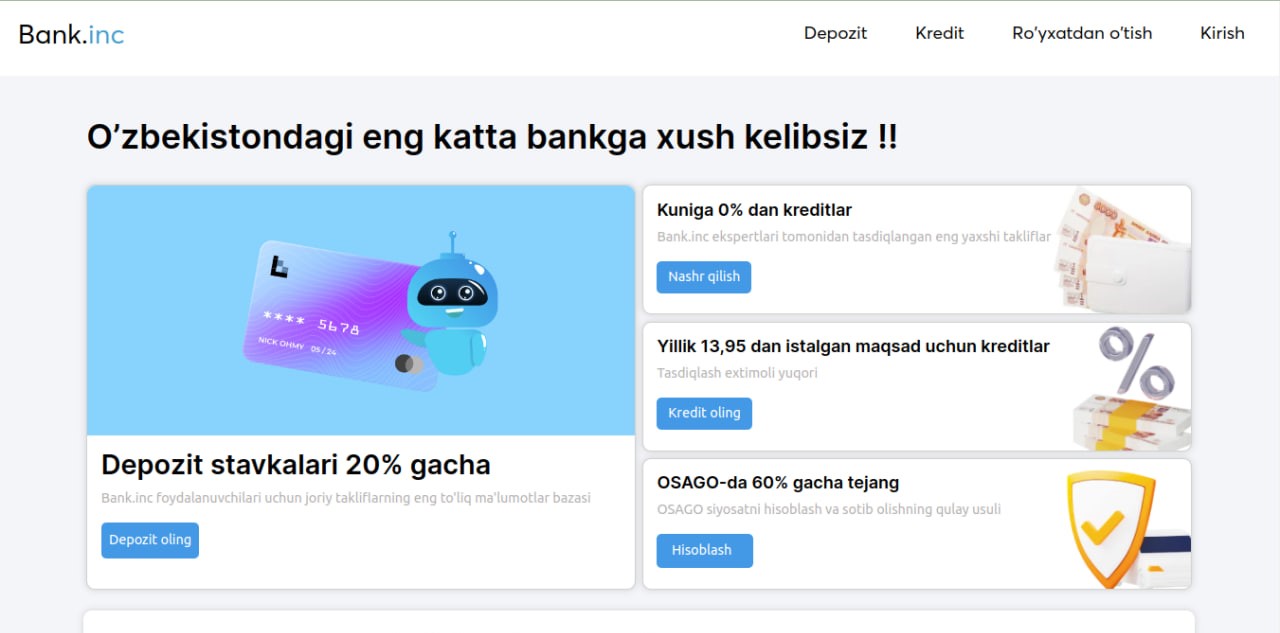 Bank.inc
Depozit
Kredit
Ro'yxatdan o'tish
Kirish
O’zbekistondagi eng katta bankga xush kelibsiz !!
**** 5678
NICK OHMY 05 / 24
Depozit stavkalari 20% gacha
Bank.inc foydalanuvchilari uchun joriy takliflarning eng to'liq ma'lumotlar bazasi
Depozit oling
Kuniga 0% dan kreditlar
Bank.inc ekspertlari tomonidan tasdiqlangan eng yaxshi takliflar
Nashr qilish
Yillik 13,95 dan istalgan maqsad uchun kreditlar
Tasdiqlash extimoli yuqori
Kredit oling
OSAGO-da 60% gacha tejang
OSAGO siyosatni hisoblash va sotib olishning qulay usuli
Hisoblash